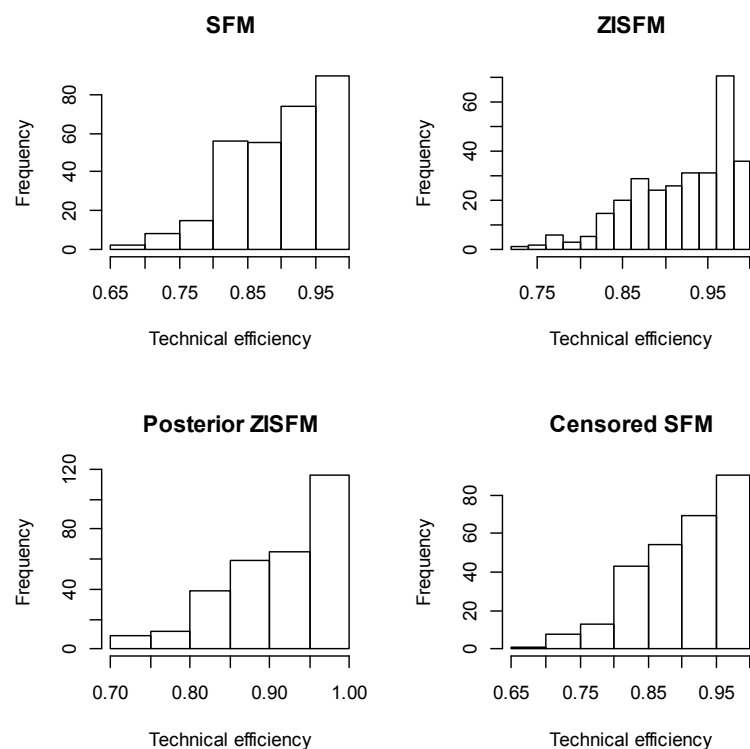 SFM
Frequency
0 20 40 60 80
0.65 0.75 0.85 0.95
Technical efficiency
ZISFM
Frequency
0 20 40 60
0.75 0.85 0.95
Technical efficiency
Posterior ZISFM
Frequency
0 40 80 120
0.70 0.80 0.90 1.00
Technical efficiency
Censored SFM
Frequency
0 20 40 60 80
0.65 0.75 0.85 0.95
Technical efficiency